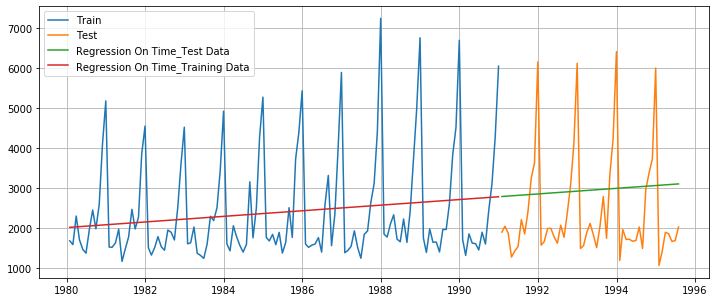 Train
Test
Regression On Time_Test Data
Regression On Time_Training Data
7000
6000
5000
4000
3000
2000
1000
1980 1982 1984 1986 1988 1990 1992 1994 1996